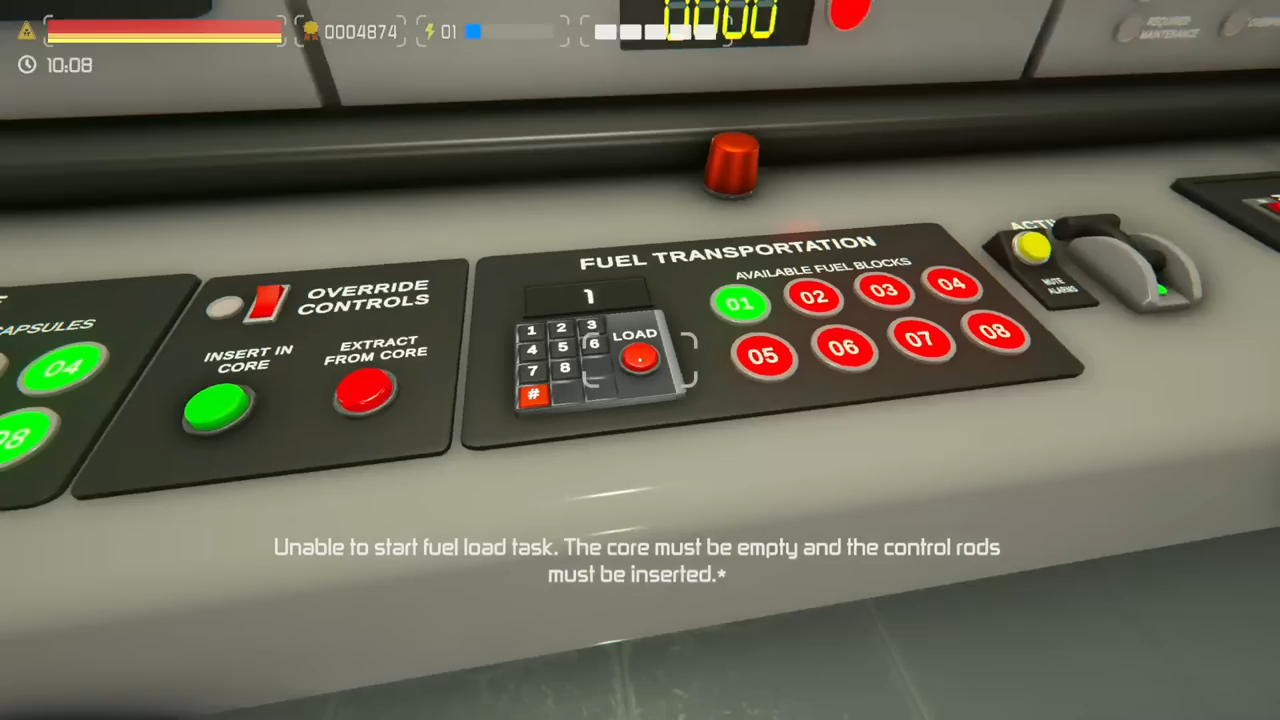 0004874
01
0000
REQUIRED
MAINTENANCE
10:08
FUEL TRANSPORTATION
AVAILABLE FUEL BLOCKS
01 02 03 04
05 06 07 08
1
1 2 3
4 5 6
7 8
#
LOAD
OVERRIDE
CONTROLS
INSERT IN
CORE
EXTRACT
FROM CORE
CAPSULES
04
08
MUTE
ALARMS
Unable to start fuel load task. The core must be empty and the control rods
must be inserted.*